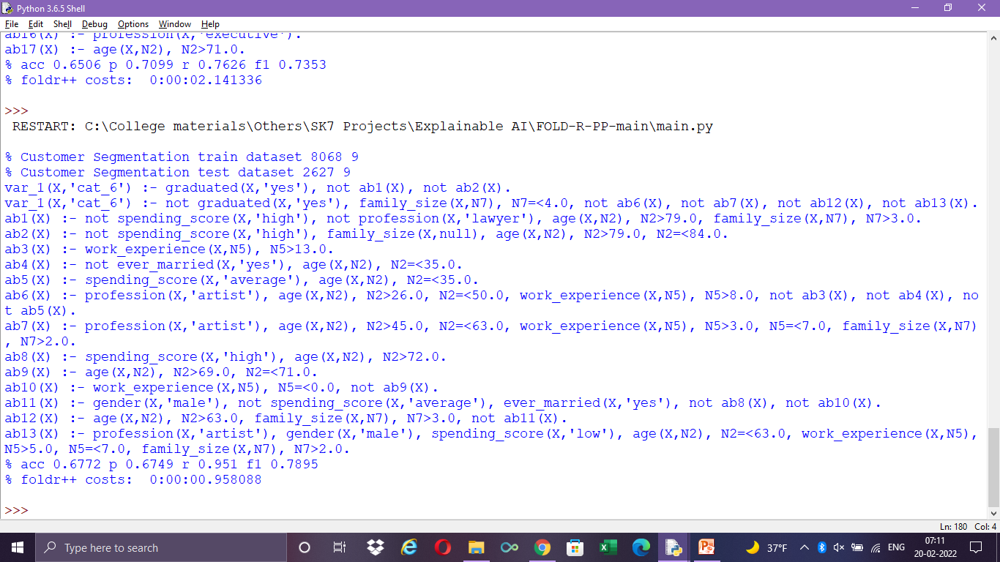 Python 3.6.5 Shell
File Edit Shell Debug Options Window Help
ab16(X) :- profession(X,'executive').
ab17(X) :- age(X,N2), N2>71.0.
% acc 0.6506 p 0.7099 r 0.7626 f1 0.7353
% foldr++ costs:  0:00:02.141336
>>>
RESTART: C:\College materials\Others\SK7 Projects\Explainable AI\FOLD-R-PP-main\main.py
% Customer Segmentation train dataset 8068 9
% Customer Segmentation test dataset 2627 9
var_1(X,'cat_6') :- graduated(X,'yes'), not ab1(X), not ab2(X).
var_1(X,'cat_6') :- not graduated(X,'yes'), family_size(X,N7), N7=<4.0, not ab6(X), not ab7(X), not ab12(X), not ab13(X).
ab1(X) :- not spending_score(X,'high'), not profession(X,'lawyer'), age(X,N2), N2>79.0, family_size(X,N7), N7>3.0.
ab2(X) :- not spending_score(X,'high'), family_size(X,null), age(X,N2), N2>79.0, N2=<84.0.
ab3(X) :- work_experience(X,N5), N5>13.0.
ab4(X) :- not ever_married(X,'yes'), age(X,N2), N2=<35.0.
ab5(X) :- spending_score(X,'average'), age(X,N2), N2=<35.0.
ab6(X) :- profession(X,'artist'), age(X,N2), N2>26.0, N2=<50.0, work_experience(X,N5), N5>8.0, not ab3(X), not ab4(X), no
t ab5(X).
ab7(X) :- profession(X,'artist'), age(X,N2), N2>45.0, N2=<63.0, work_experience(X,N5), N5>3.0, N5=<7.0, family_size(X,N7)
, N7>2.0.
ab8(X) :- spending_score(X,'high'), age(X,N2), N2>72.0.
ab9(X) :- age(X,N2), N2>69.0, N2=<71.0.
ab10(X) :- work_experience(X,N5), N5=<0.0, not ab9(X).
ab11(X) :- gender(X,'male'), not spending_score(X,'average'), ever_married(X,'yes'), not ab8(X), not ab10(X).
ab12(X) :- age(X,N2), N2>63.0, family_size(X,N7), N7>3.0, not ab11(X).
ab13(X) :- profession(X,'artist'), gender(X,'male'), spending_score(X,'low'), age(X,N2), N2=<63.0, work_experience(X,N5),
N5>5.0, N5=<7.0, family_size(X,N7), N7>2.0.
% acc 0.6772 p 0.6749 r 0.951 f1 0.7895
% foldr++ costs:  0:00:00.958088
>>>
Ln: 180 Col: 4
Type here to search
37°F
ENG
07:11
20-02-2022